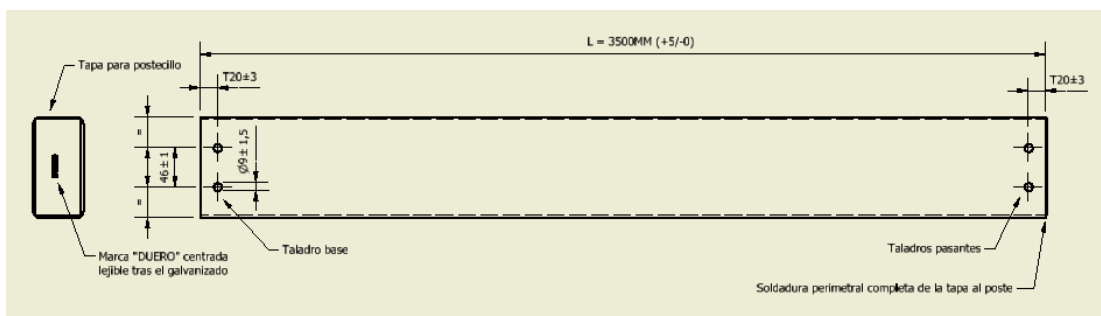 L = 3500MM (+5/-0)
Tapa para postecillo
T20±3
T20±3
=
46±1
=
Ø9±1,5
Taladro base
Taladros pasantes
Marca "DUERO" centrada
lejible tras el galvanizado
Soldadura perimetral completa de la tapa al poste